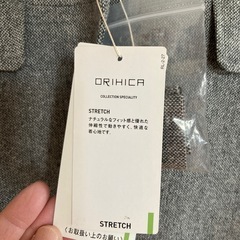 ORIHICA
COLLECTION SPECIALITY
STRETCH
ナチュラルなフィット感と優れた
伸縮性で動きやすく、快適な
着心地です。
STRETCH
〈お取扱い上のお願い〉